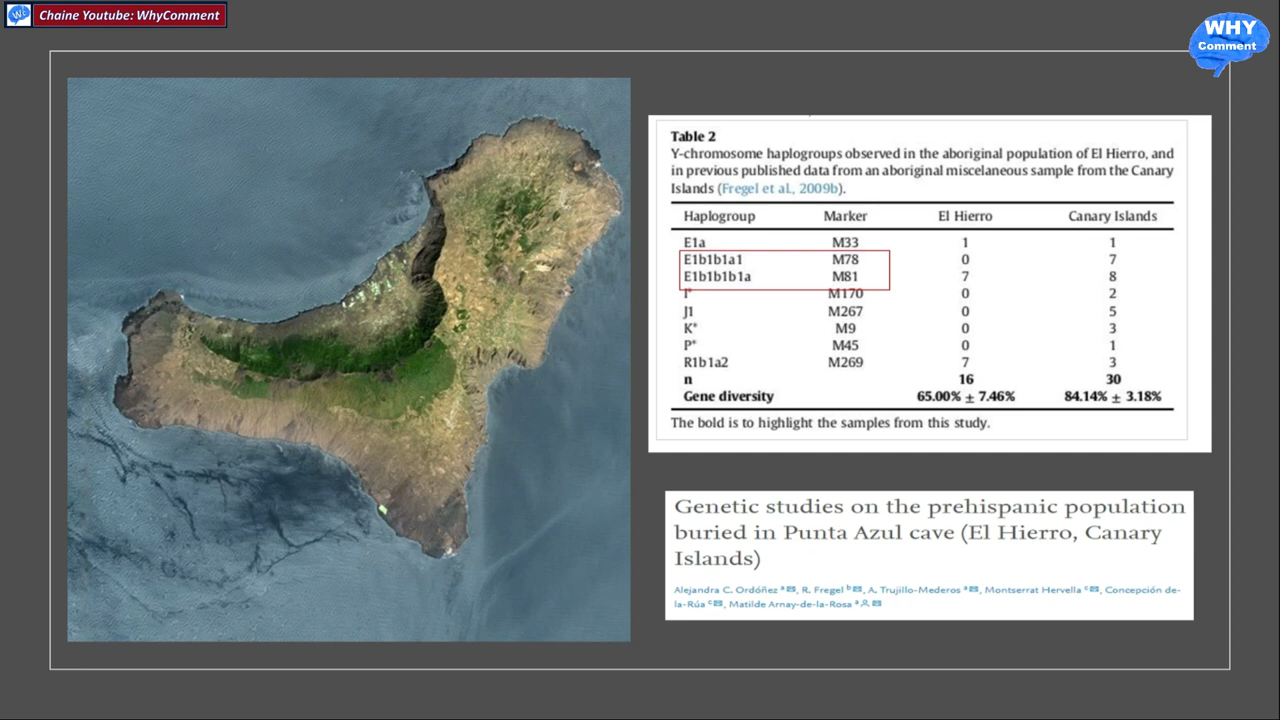 Chaine Youtube: WhyComment
WHY
Comment
Table 2
Y-chromosome haplogroups observed in the aboriginal population of El Hierro, and
in previous published data from an aboriginal miscelaneous sample from the Canary
Islands (Fregel et al., 2009b).
Haplogroup Marker El Hierro Canary Islands
E1a M33 1 1
E1b1b1a1 M78 0 7
E1b1b1b1a M81 7 8
I* M170 0 2
J1 M267 0 5
K* M9 0 3
P* M45 0 1
R1b1a2 M269 7 3
n 16 30
Gene diversity 65.00% ± 7.46% 84.14% ± 3.18%
The bold is to highlight the samples from this study.
Genetic studies on the prehispanic population
buried in Punta Azul cave (El Hierro, Canary
Islands)
Alejandra C. Ordóñez a, R. Fregel b, A. Trujillo-Mederos a, Montserrat Hervella c, Concepción de-
la-Rúa c, Matilde Arnay-de-la-Rosa a